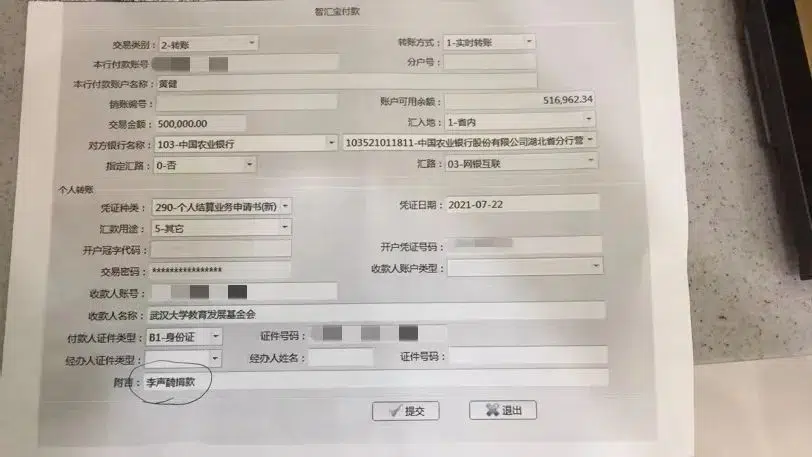 智汇宝付款
交易类别： 2-转账 转账方式： 1-实时转账
本行付款账号 分户号：
本行付款账户名称： 黄健
销账编号： 账户可用余额： 516,962.34
交易金额： 500,000.00 汇入地： 1-省内
对方银行名称： 103-中国农业银行 103521011811-中国农业银行股份有限公司湖北省分行营
指定汇路： 0-否 汇路： 03-网银互联
个人转账
凭证种类： 290-个人结算业务申请书(新) 凭证日期： 2021-07-22
汇款用途： 5-其它
开户冠字代码： 开户凭证号码：
交易密码： **************** 收款人账户类型：
收款人账号：
收款人名称： 武汉大学教育发展基金会
付款人证件类型： B1-身份证 证件号码：
经办人证件类型： 经办人姓名： 证件号码：
附言： 李声鹄捐款
提交 退出